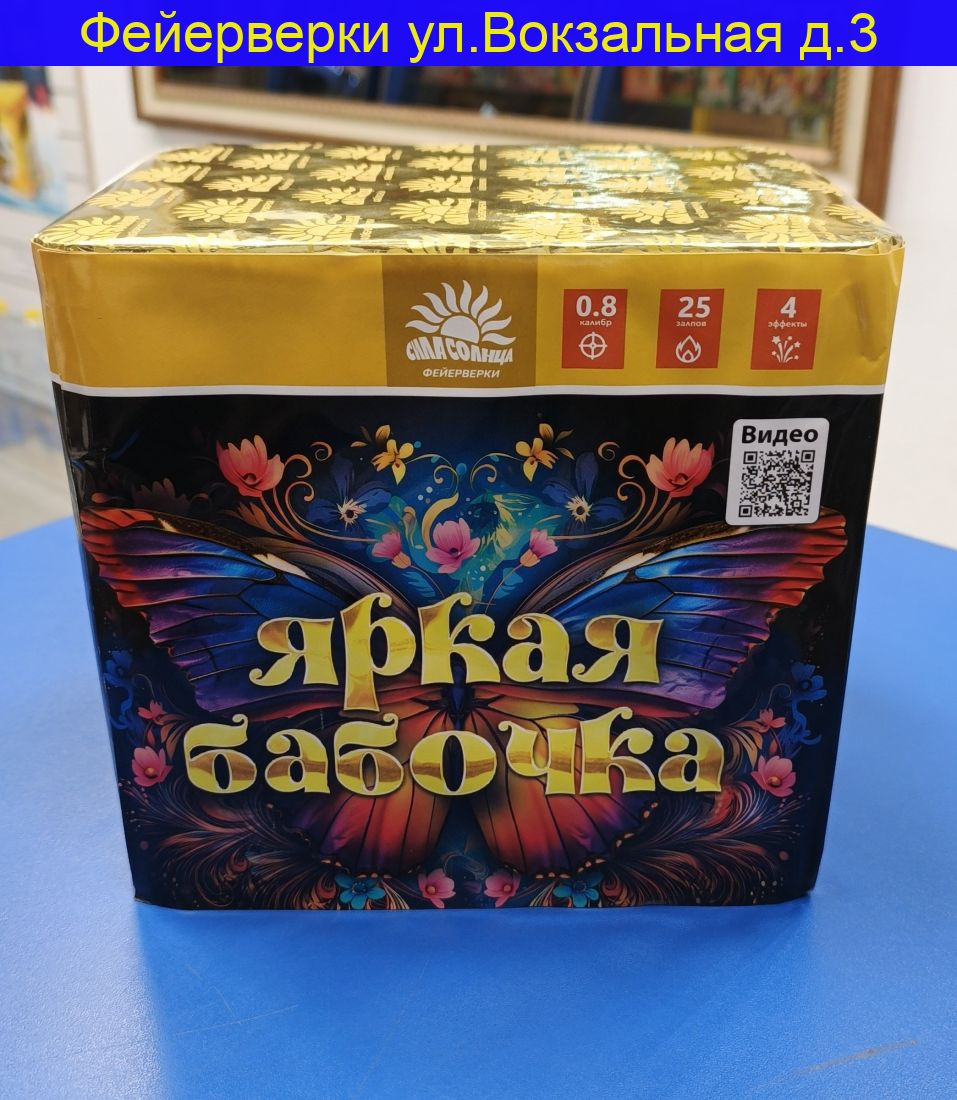 Фейерверки ул.Вокзальная д.3
СИЛА СОЛНЦА
ФЕЙЕРВЕРКИ
0.8
калибр
25
залпов
4
эффекты
Видео
яркая
бабочка